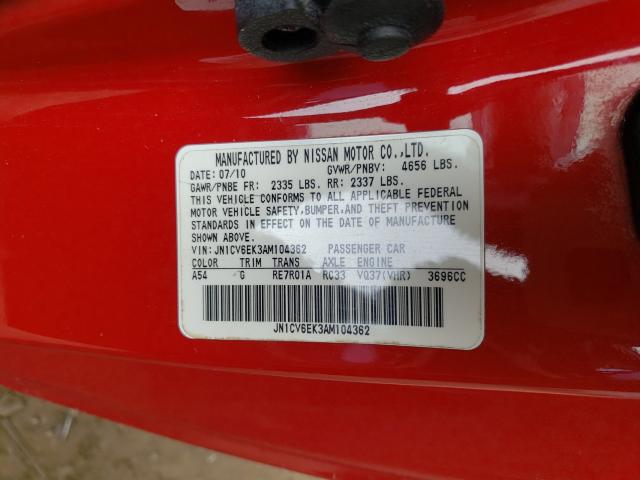 MANUFACTURED BY NISSAN MOTOR CO.,LTD.
DATE: 07/10 GVWR/PNBV: 4656 LBS.
GAWR/PNBE FR: 2335 LBS. RR: 2337 LBS.
THIS VEHICLE CONFORMS TO ALL APPLICABLE FEDERAL
MOTOR VEHICLE SAFETY,BUMPER,AND THEFT PREVENTION
STANDARDS IN EFFECT ON THE DATE OF MANUFACTURE
SHOWN ABOVE.
VIN: JN1CV6EK3AM104362 PASSENGER CAR
COLOR TRIM TRANS AXLE ENGINE
A54 G RE7R01A RC33 VQ37(VHR) 3696CC
JN1CV6EK3AM104362